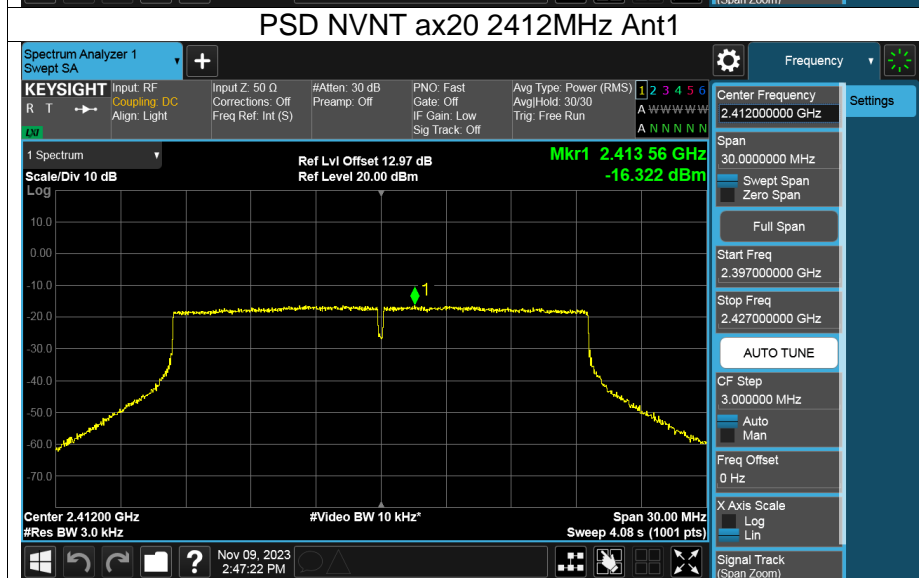 (Span Zoom)
PSD NVNT ax20 2412MHz Ant1
Spectrum Analyzer 1
Swept SA
+
Frequency
KEYSIGHT
R T
LXI
Input: RF
Coupling: DC
Align: Light
Input Z: 50 Ω
Corrections: Off
Freq Ref: Int (S)
#Atten: 30 dB
Preamp: Off
PNO: Fast
Gate: Off
IF Gain: Low
Sig Track: Off
Avg Type: Power (RMS)
Avg|Hold: 30/30
Trig: Free Run
1 2 3 4 5 6
A W W W W W
A N N N N N
1 Spectrum
Scale/Div 10 dB
Log
Ref Lvl Offset 12.97 dB
Ref Level 20.00 dBm
Mkr1 2.413 56 GHz
-16.322 dBm
10.0
0.00
-10.0
-20.0
-30.0
-40.0
-50.0
-60.0
-70.0
1
Center 2.41200 GHz
#Res BW 3.0 kHz
#Video BW 10 kHz*
Span 30.00 MHz
Sweep 4.08 s (1001 pts)
Center Frequency
2.412000000 GHz
Settings
Span
30.0000000 MHz
Swept Span
Zero Span
Full Span
Start Freq
2.397000000 GHz
Stop Freq
2.427000000 GHz
AUTO TUNE
CF Step
3.000000 MHz
Auto
Man
Freq Offset
0 Hz
X Axis Scale
Log
Lin
Signal Track
(Span Zoom)
?
Nov 09, 2023
2:47:22 PM